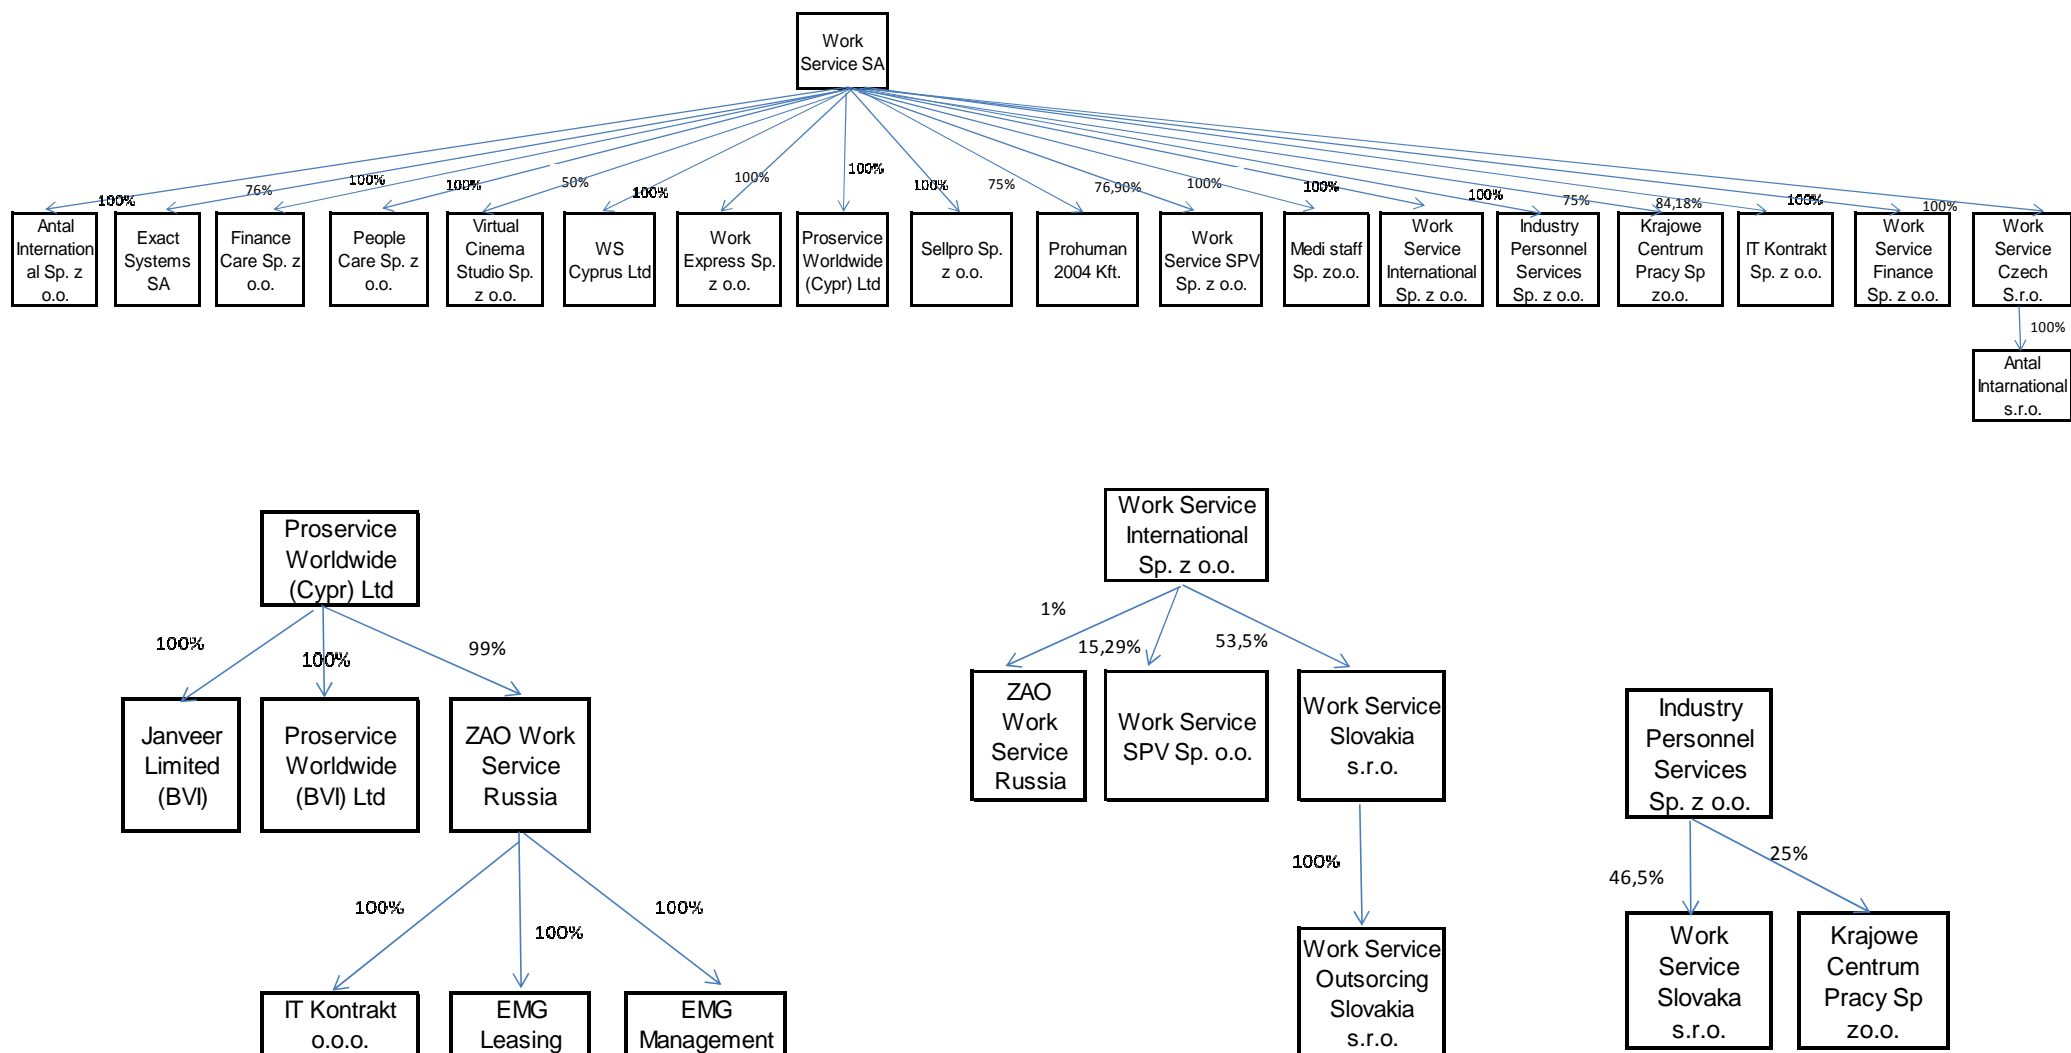 Work
Service SA
100%
76%
100%
100%
50%
100%
100%
100%
100%
75%
76,90%
100%
100%
100%
75%
84,18%
100%
100%
Antal
Internation
al Sp. z
o.o.
Exact
Systems
SA
Finance
Care Sp. z
o.o.
People
Care Sp. z
o.o.
Virtual
Cinema
Studio Sp.
z o.o.
WS
Cyprus Ltd
Work
Express Sp.
z o.o.
Proservice
Worldwide
(Cypr) Ltd
Sellpro Sp.
z o.o.
Prohuman
2004 Kft.
Work
Service SPV
Sp. z o.o.
Medi staff
Sp. zo.o.
Work
Service
International
Sp. z o.o.
Industry
Personnel
Services
Sp. z o.o.
Krajowe
Centrum
Pracy Sp
zo.o.
IT Kontrakt
Sp. z o.o.
Work
Service
Finance
Sp. z o.o.
Work
Service
Czech
S.r.o.
100%
Antal
Intarnational
s.r.o.
Proservice
Worldwide
(Cypr) Ltd
100%
100%
99%
Janveer
Limited
(BVI)
Proservice
Worldwide
(BVI) Ltd
ZAO Work
Service
Russia
100%
100%
100%
IT Kontrakt
o.o.o.
EMG
Leasing
EMG
Management
Work Service
International
Sp. z o.o.
1%
15,29%
53,5%
ZAO
Work
Service
Russia
Work Service
SPV Sp. o.o.
Work Service
Slovakia
s.r.o.
100%
Work Service
Outsorcing
Slovakia
s.r.o.
Industry
Personnel
Services
Sp. z o.o.
46,5%
25%
Work
Service
Slovaka
s.r.o.
Krajowe
Centrum
Pracy Sp
zo.o.